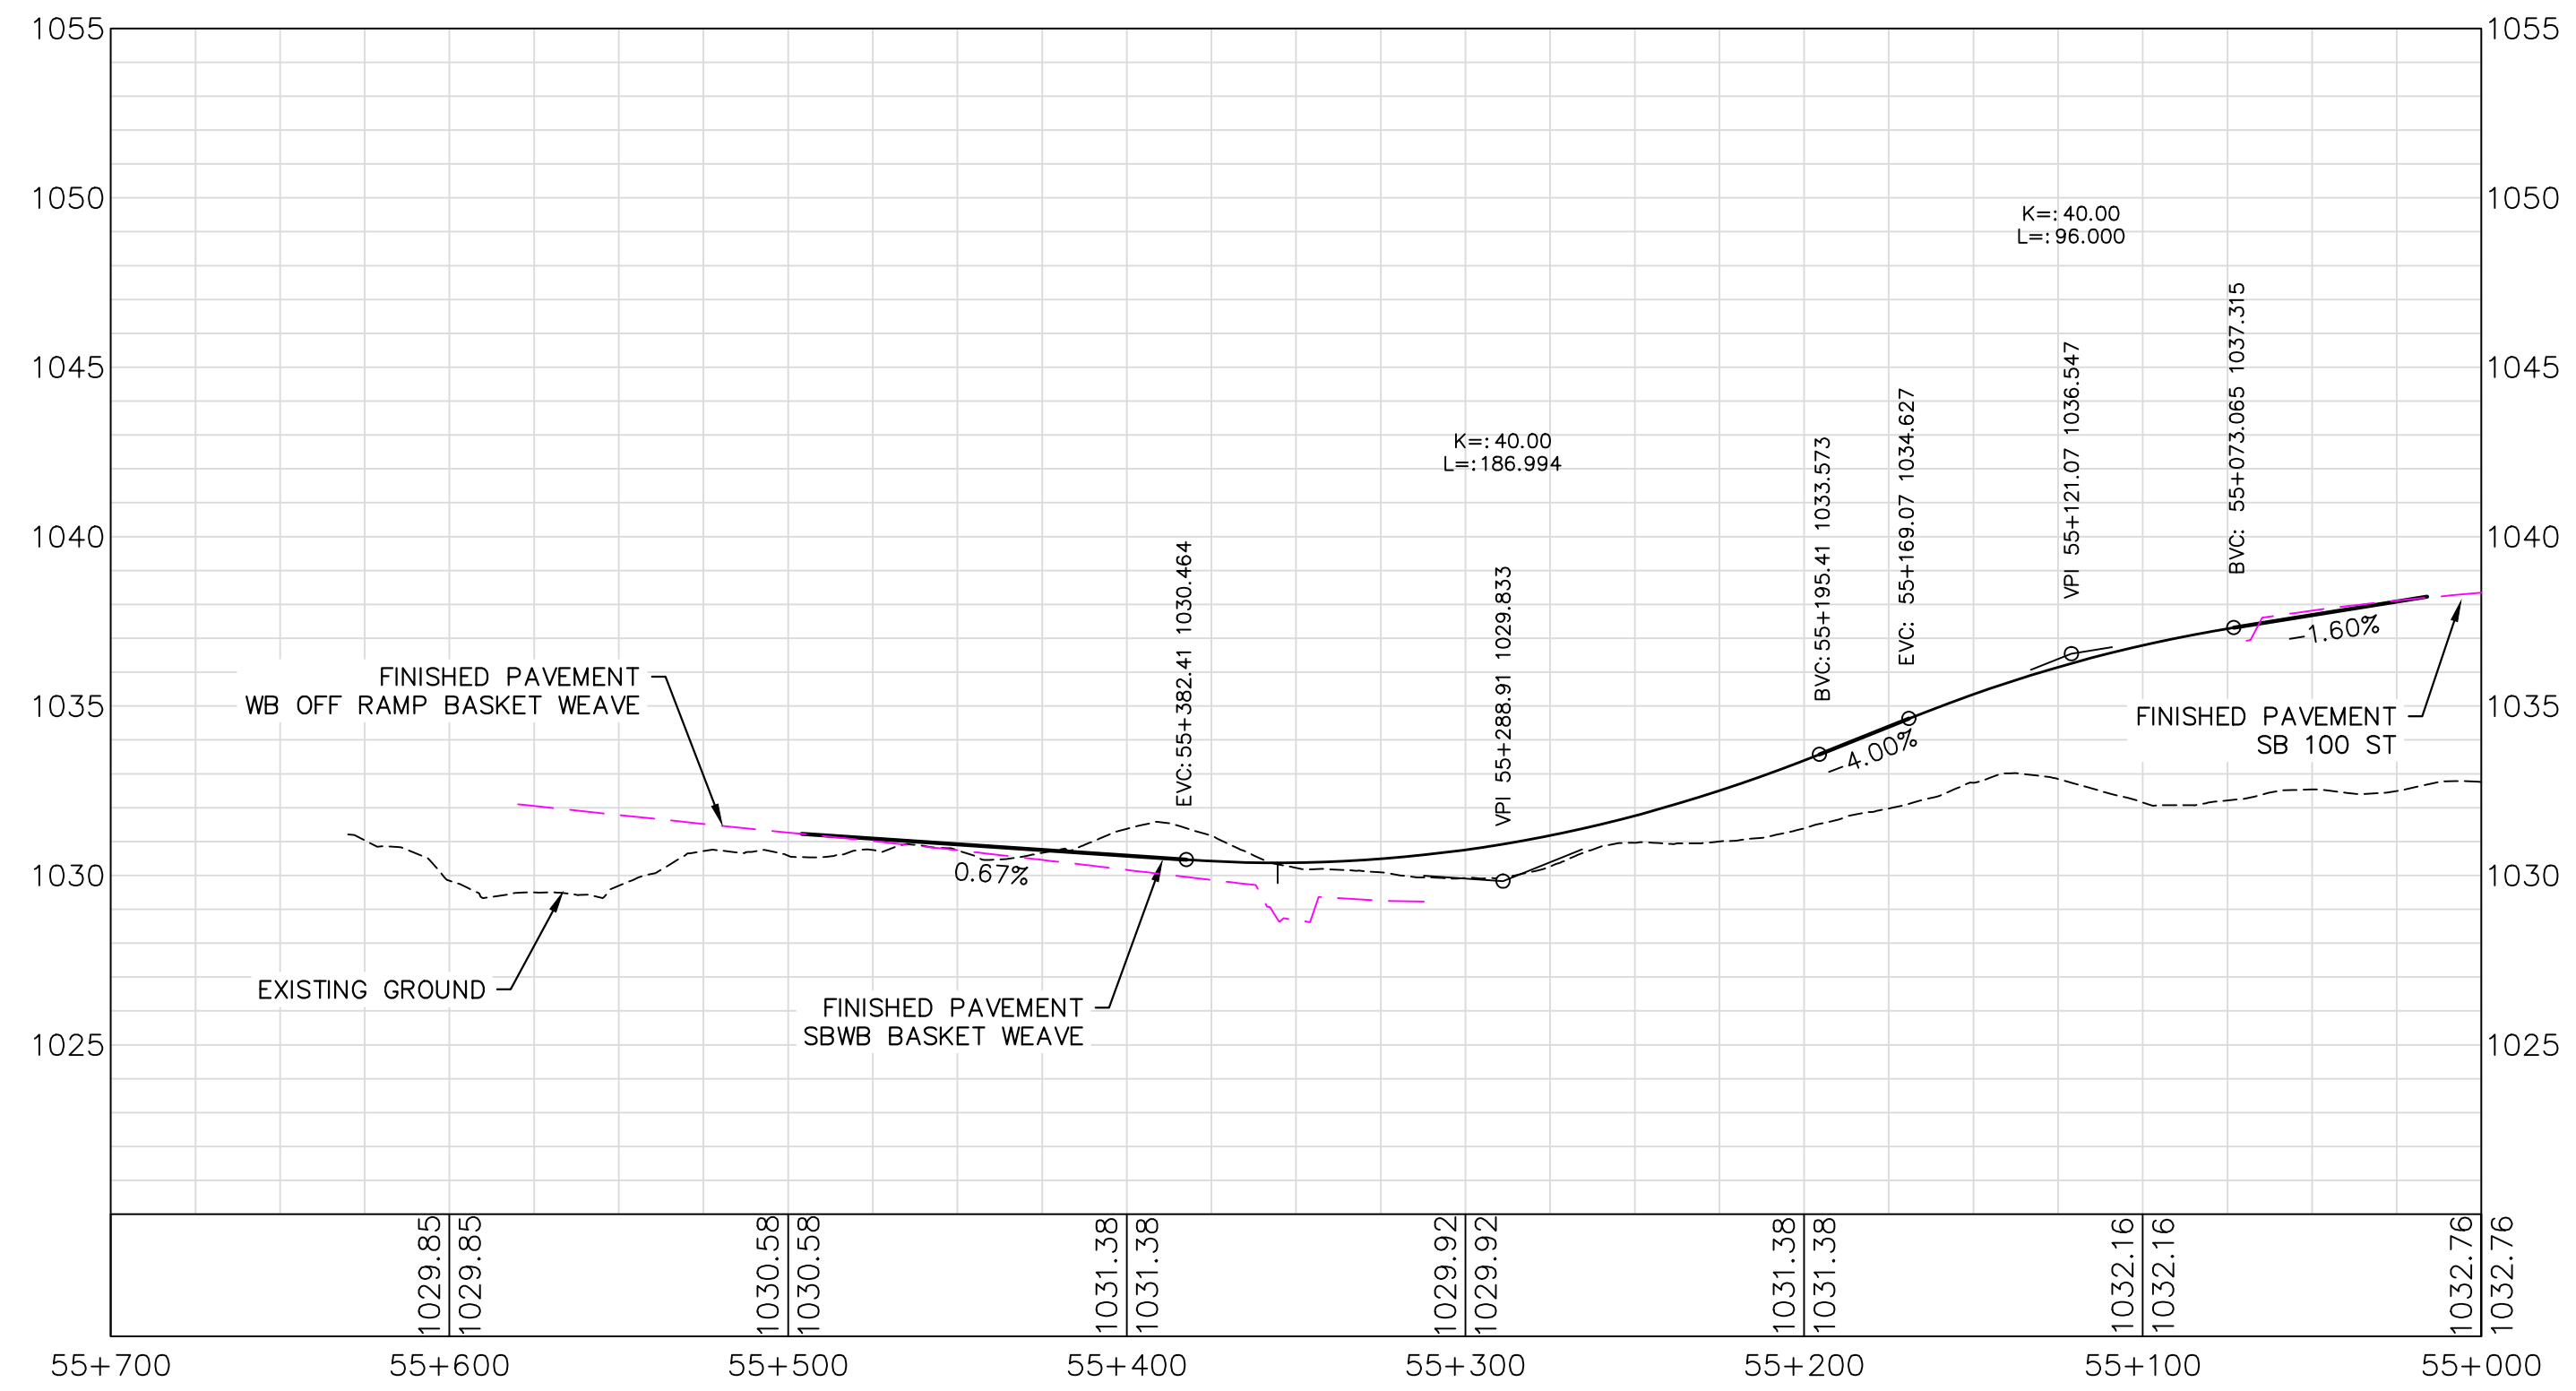 1055
1055
1050
1050
K=:40.00
L=:96.000
BVC: 55+073.065 1037.315
1045
1045
VPI 55+121.07 1036.547
EVC: 55+169.07 1034.627
K=:40.00
L=:186.994
BVC:55+195.41 1033.573
1040
1040
EVC:55+382.41 1030.464
VPI 55+288.91 1029.833
-1.60%
FINISHED PAVEMENT
WB OFF RAMP BASKET WEAVE
1035
1035
FINISHED PAVEMENT
SB 100 ST
-4.00%
1030
1030
0.67%
EXISTING GROUND
FINISHED PAVEMENT
SBWB BASKET WEAVE
1025
1025
1029.85
1029.85
1030.58
1030.58
1031.38
1031.38
1029.92
1029.92
1031.38
1031.38
1032.16
1032.16
1032.76
1032.76
55+700
55+600
55+500
55+400
55+300
55+200
55+100
55+000